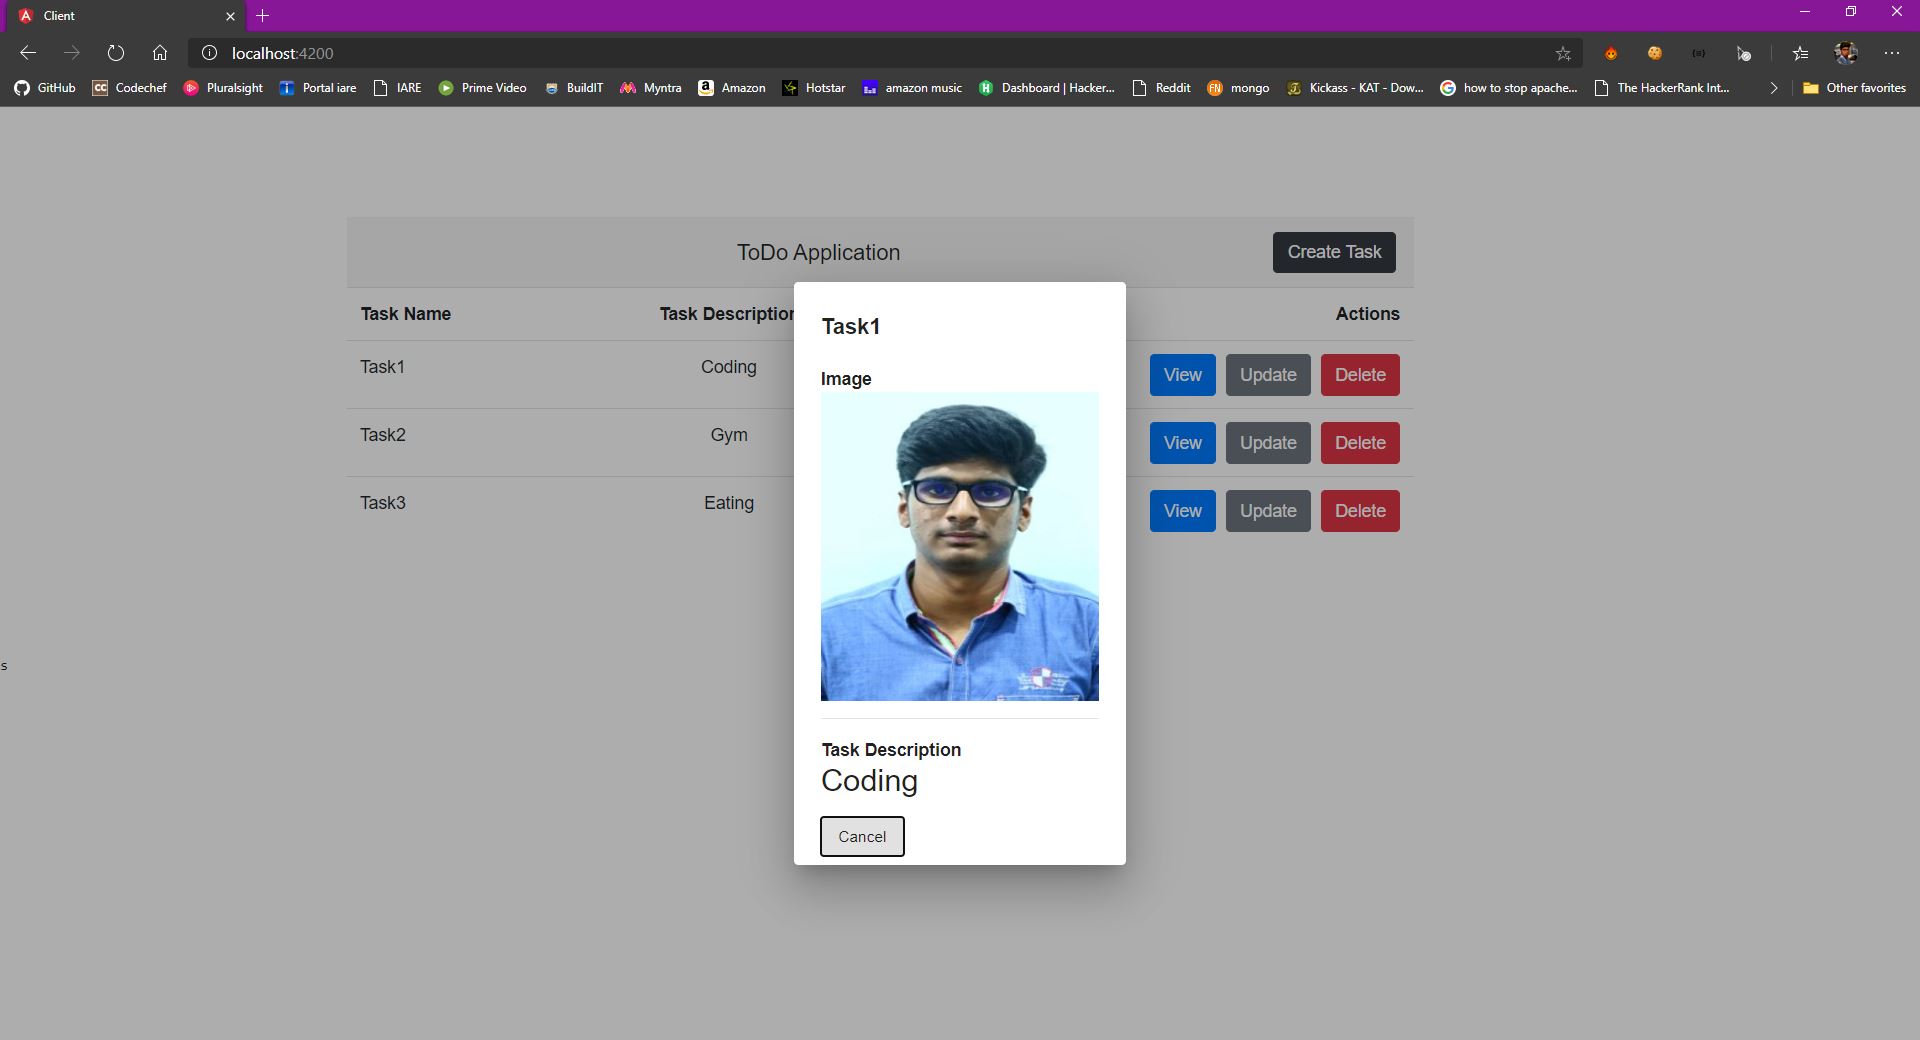 Client
localhost:4200
GitHub CC Codechef Pluralsight Portal iare IARE Prime Video BuildIT Myntra a Amazon Hotstar amazon music H Dashboard | Hacker... Reddit FN mongo Kickass - KAT - Dow... G how to stop apache... The HackerRank Int... Other favorites
ToDo Application Create Task
Task Name Task Description Actions
Task1 Coding View Update Delete
Task2 Gym View Update Delete
Task3 Eating View Update Delete
Task1
Image
s
Task Description
Coding
Cancel